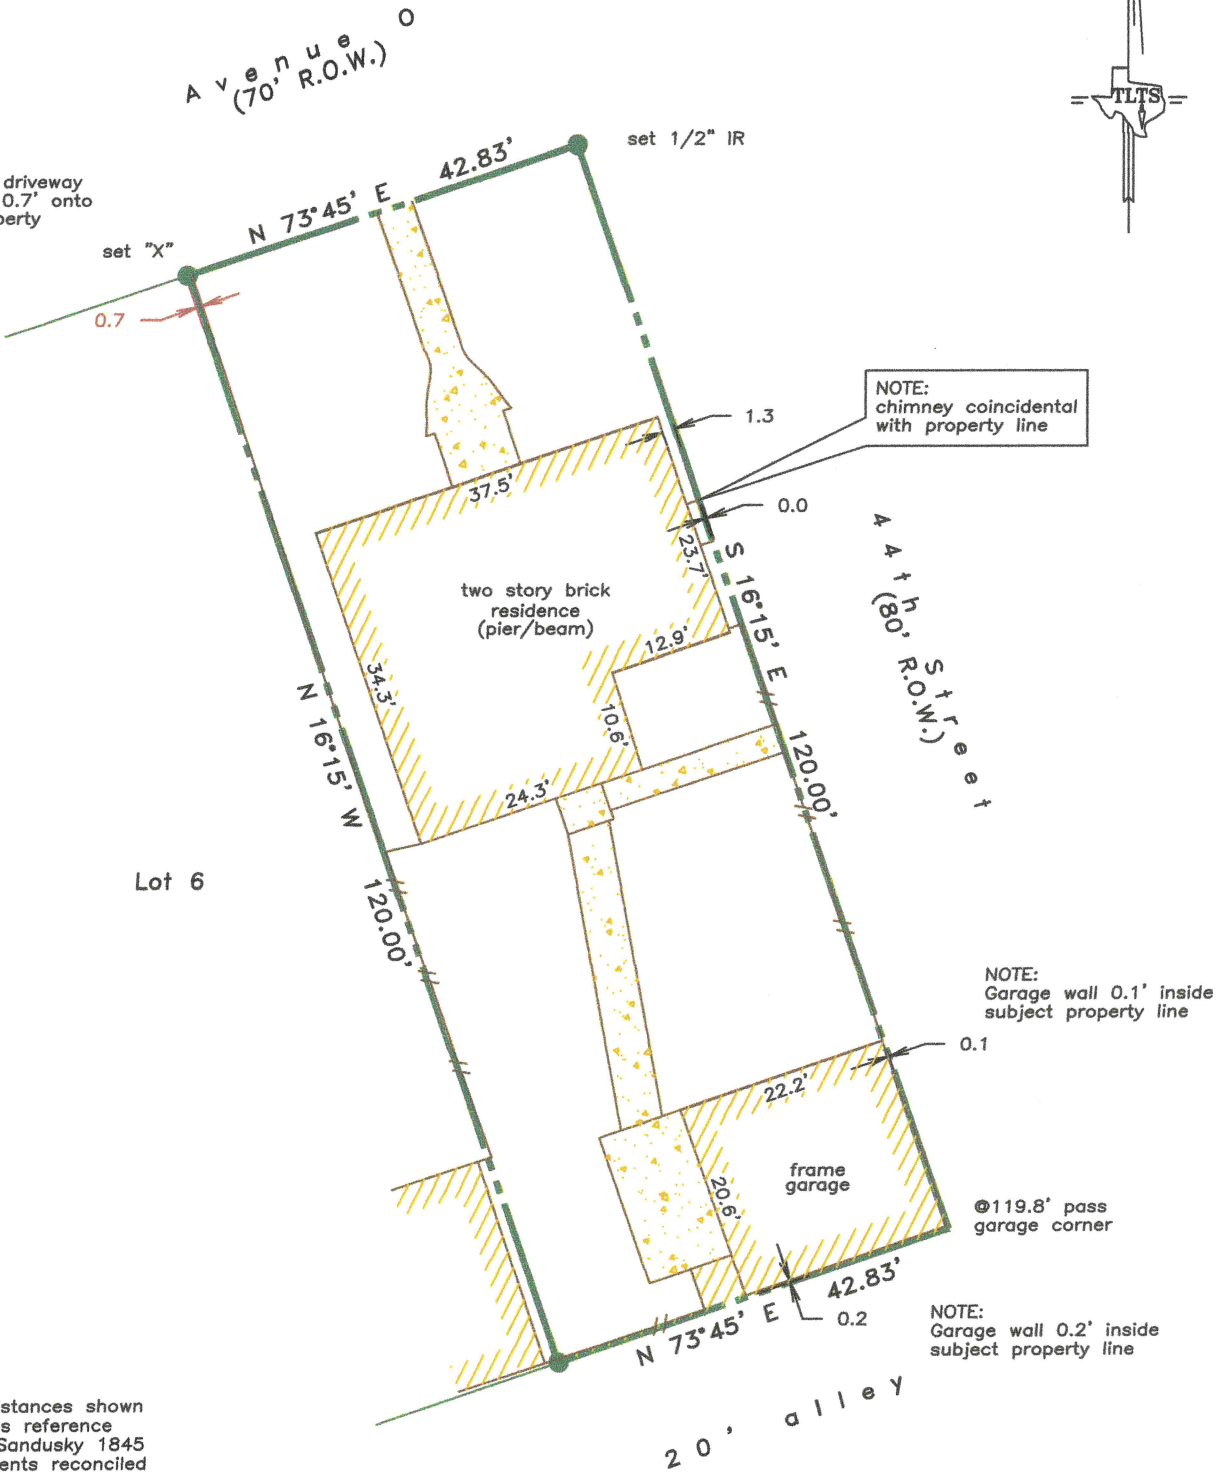 Avenue O
(70' R.O.W.)
TLTS
set 1/2" IR
42.83'
N 73°45' E
driveway
0.7' onto
perty
set "X"
0.7
NOTE:
chimney coincidental
with property line
1.3
37.5'
0.0
23.7'
S 16°15' E
44th Street
(80' R.O.W.)
two story brick
residence
(pier/beam)
12.9'
34.3'
N 16°15' W
10.6'
120.00'
24.3'
Lot 6
120.00'
NOTE:
Garage wall 0.1' inside
subject property line
0.1
22.2'
frame
garage
20.6'
@119.8' pass
garage corner
42.83'
N 73°45' E
0.2
NOTE:
Garage wall 0.2' inside
subject property line
20' alley
stances shown
s reference
Sandusky 1845
ents reconciled